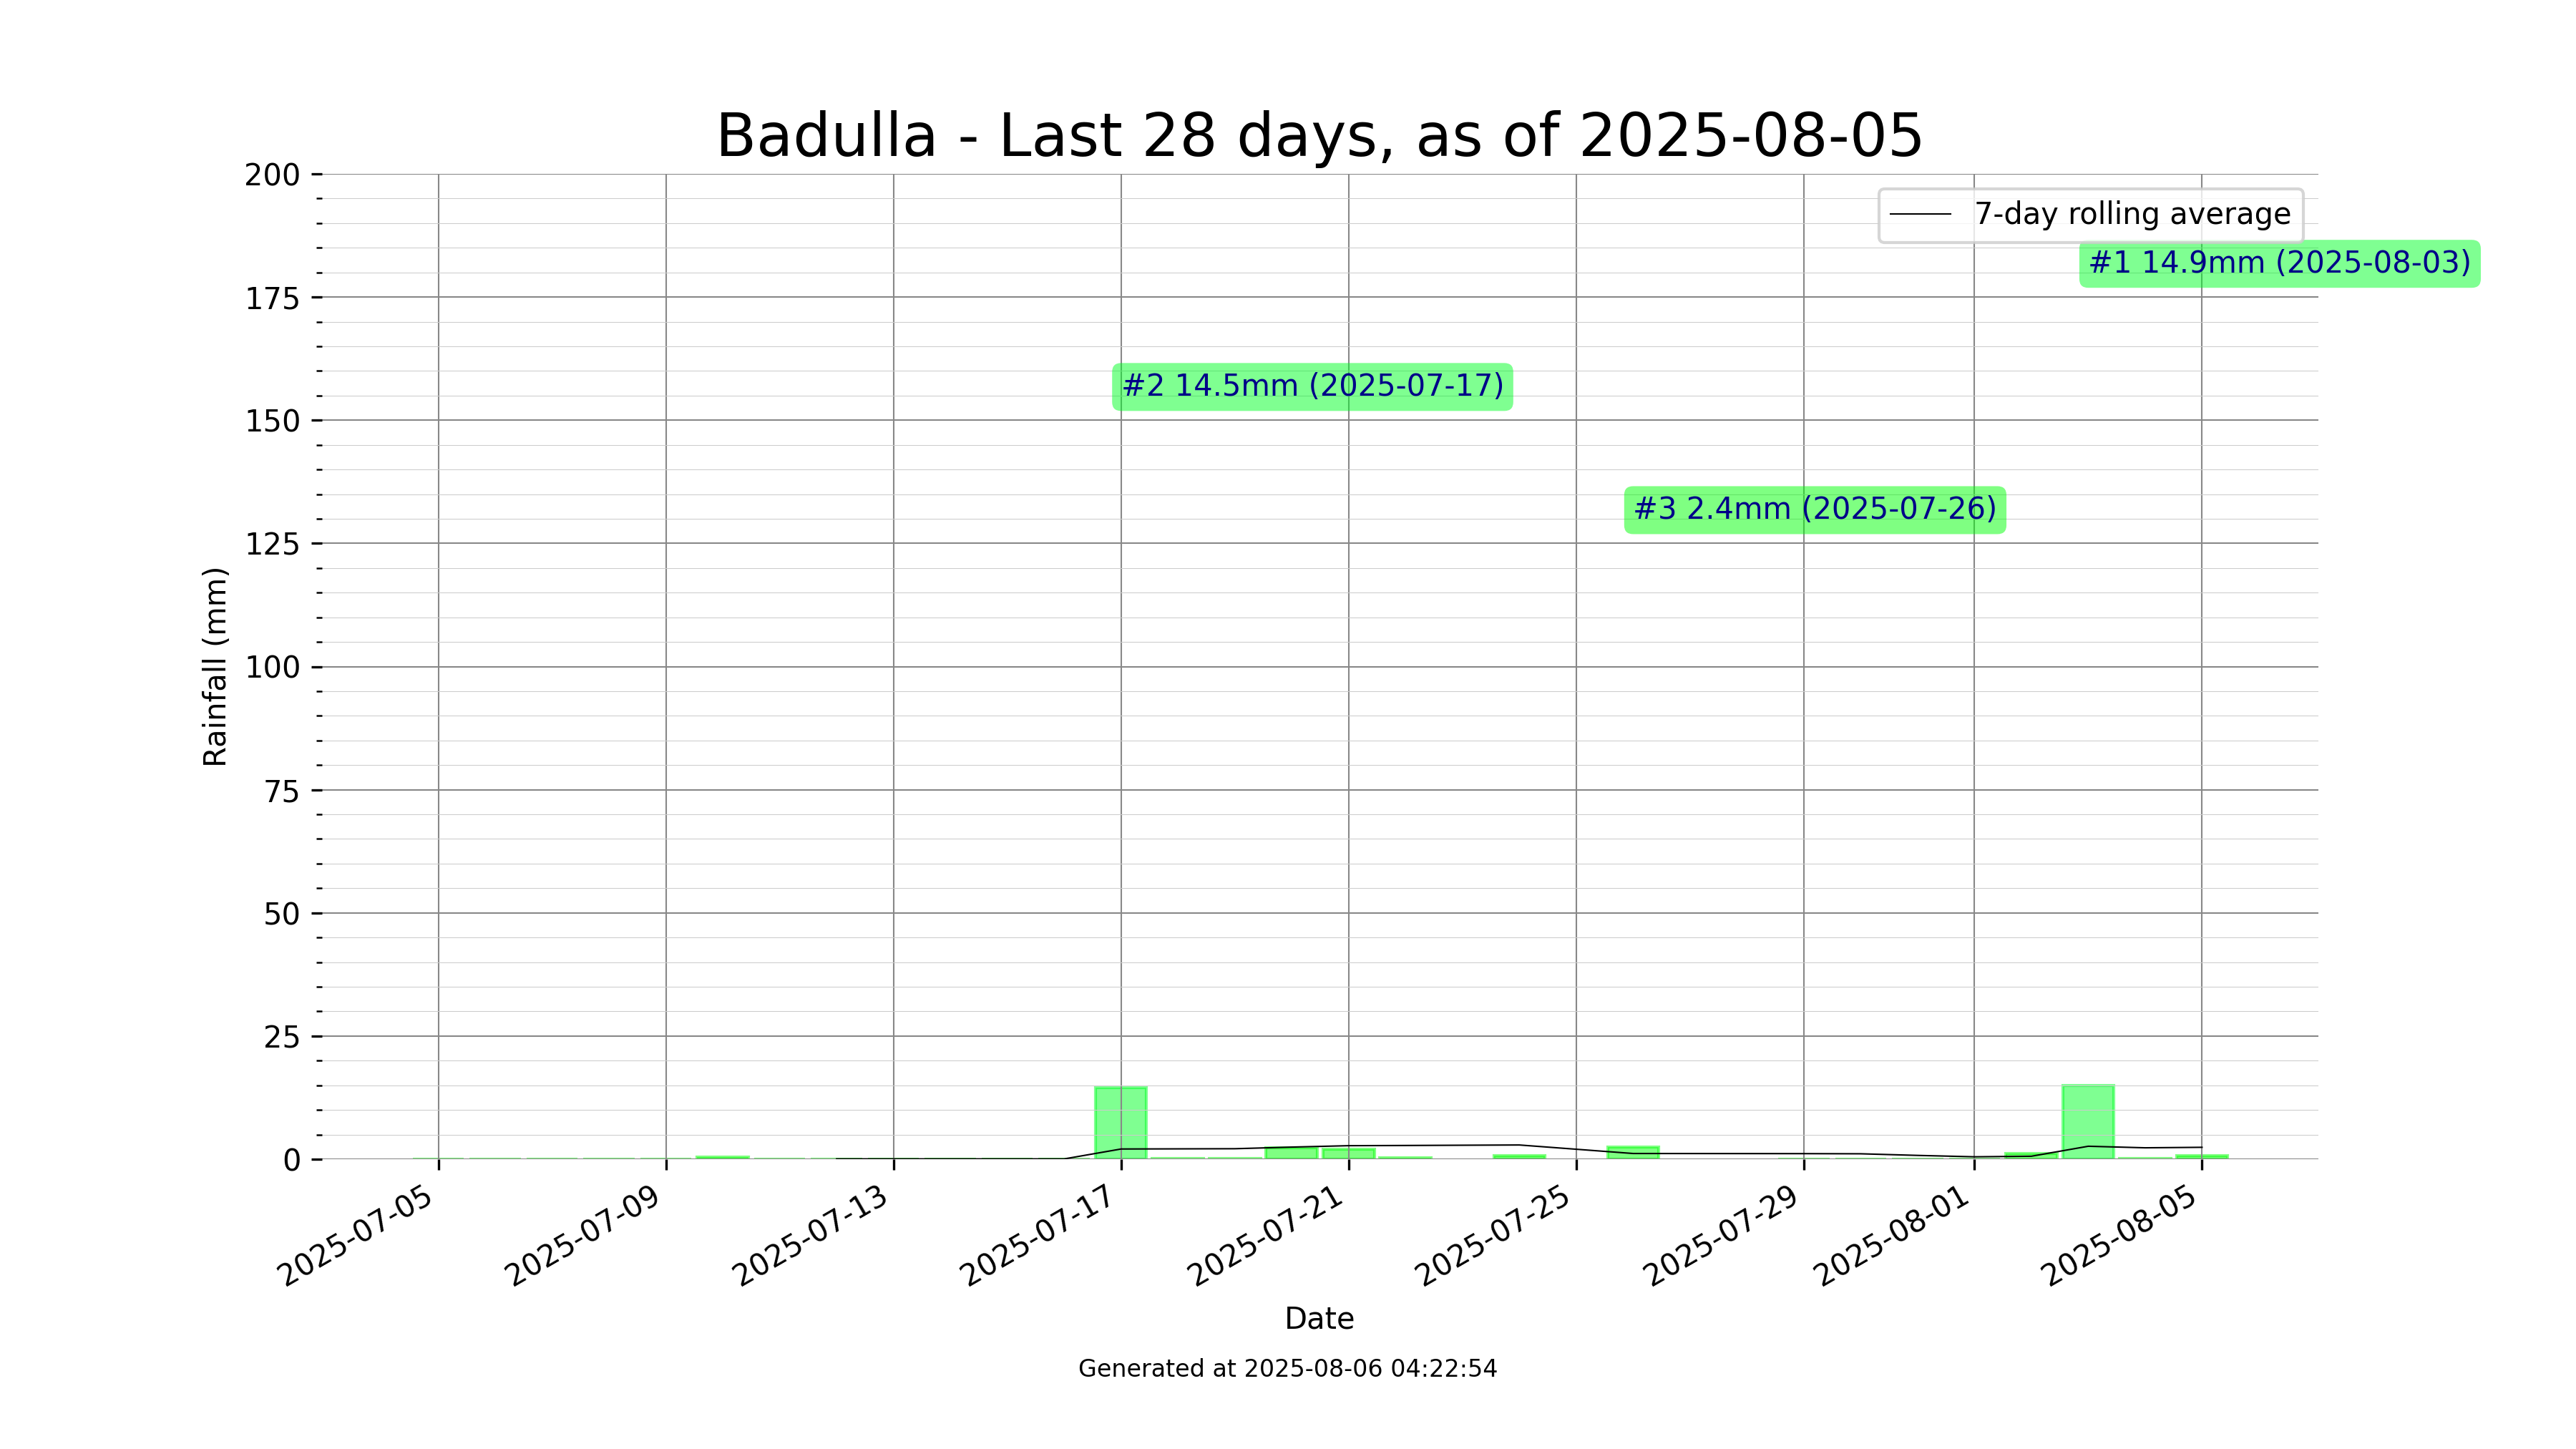 Badulla - Last 28 days, as of 2025-08-05
200
175
150
125
100
75
50
25
0
Rainfall (mm)
7-day rolling average
#1 14.9mm (2025-08-03)
#2 14.5mm (2025-07-17)
#3 2.4mm (2025-07-26)
2025-07-05
2025-07-09
2025-07-13
2025-07-17
2025-07-21
2025-07-25
2025-07-29
2025-08-01
2025-08-05
Date
Generated at 2025-08-06 04:22:54